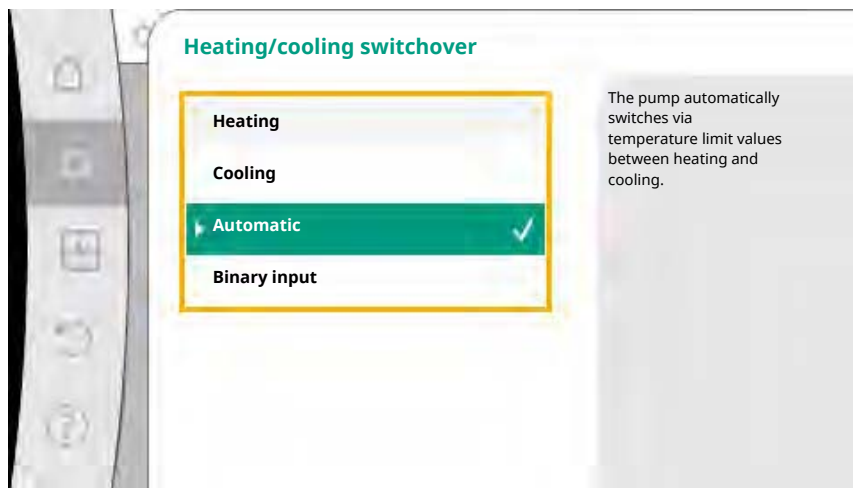 Heating/cooling switchover
Heating
Cooling
Automatic
Binary input
The pump automatically
switches via
temperature limit values
between heating and
cooling.